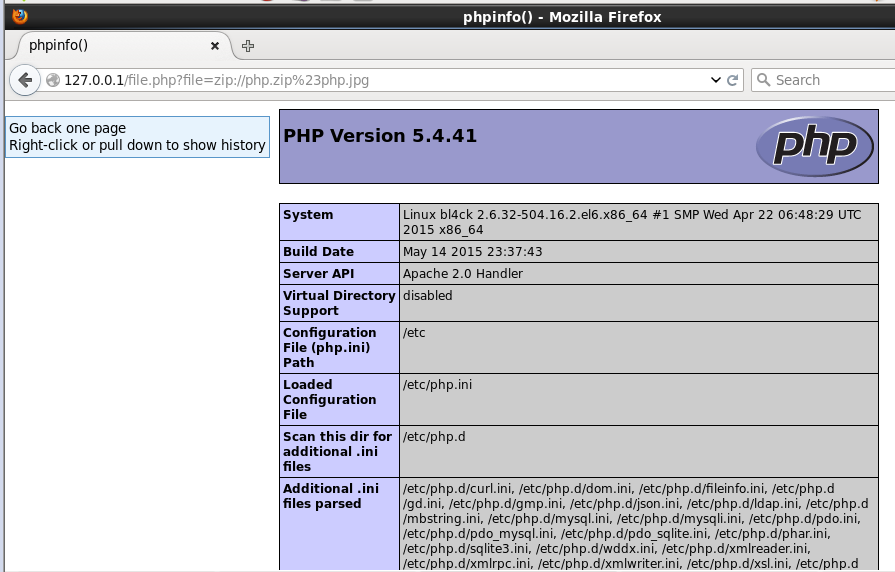 phpinfo() - Mozilla Firefox
phpinfo()
127.0.0.1/file.php?file=zip://php.zip%23php.jpg
Search
Go back one page
Right-click or pull down to show history
PHP Version 5.4.41
php
System
Linux bl4ck 2.6.32-504.16.2.el6.x86_64 #1 SMP Wed Apr 22 06:48:29 UTC
2015 x86_64
Build Date
May 14 2015 23:37:43
Server API
Apache 2.0 Handler
Virtual Directory
Support
disabled
Configuration
File (php.ini)
Path
/etc
Loaded
Configuration
File
/etc/php.ini
Scan this dir for
additional .ini
files
/etc/php.d
Additional .ini
files parsed
/etc/php.d/curl.ini, /etc/php.d/dom.ini, /etc/php.d/fileinfo.ini, /etc/php.d
/gd.ini, /etc/php.d/gmp.ini, /etc/php.d/json.ini, /etc/php.d/ldap.ini, /etc/php.d
/mbstring.ini, /etc/php.d/mysql.ini, /etc/php.d/mysqli.ini, /etc/php.d/pdo.ini,
/etc/php.d/pdo_mysql.ini, /etc/php.d/pdo_sqlite.ini, /etc/php.d/phar.ini,
/etc/php.d/sqlite3.ini, /etc/php.d/wddx.ini, /etc/php.d/xmlreader.ini,
/etc/php.d/xmlrpc.ini, /etc/php.d/xmlwriter.ini, /etc/php.d/xsl.ini, /etc/php.d